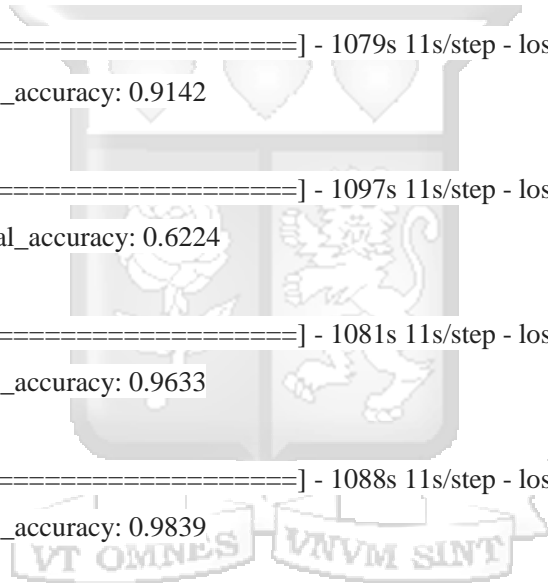 ===================] - 1079s 11s/step - los
_accuracy: 0.9142
===================] - 1097s 11s/step - los
al_accuracy: 0.6224
===================] - 1081s 11s/step - los
_accuracy: 0.9633
===================] - 1088s 11s/step - los
_accuracy: 0.9839
VT OMNES VNVM SINT